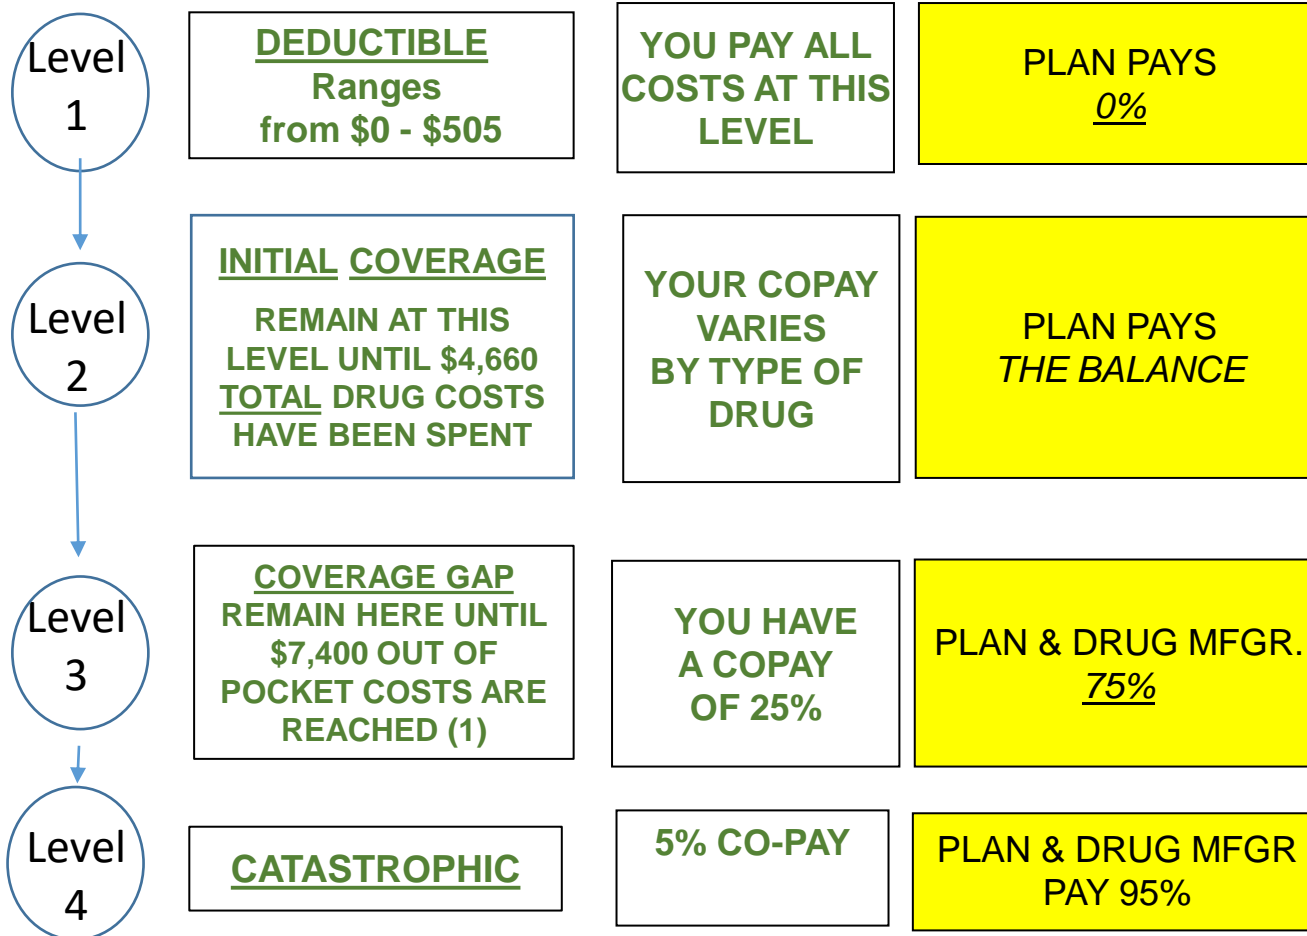 Level
1
DEDUCTIBLE
Ranges
from $0 - $505
YOU PAY ALL
COSTS AT THIS
LEVEL
PLAN PAYS
0%
Level
2
INITIAL COVERAGE
REMAIN AT THIS
LEVEL UNTIL $4,660
TOTAL DRUG COSTS
HAVE BEEN SPENT
YOUR COPAY
VARIES
BY TYPE OF
DRUG
PLAN PAYS
THE BALANCE
Level
3
COVERAGE GAP
REMAIN HERE UNTIL
$7,400 OUT OF
POCKET COSTS ARE
REACHED (1)
YOU HAVE
A COPAY
OF 25%
PLAN & DRUG MFGR.
75%
Level
4
CATASTROPHIC
5% CO-PAY
PLAN & DRUG MFGR
PAY 95%